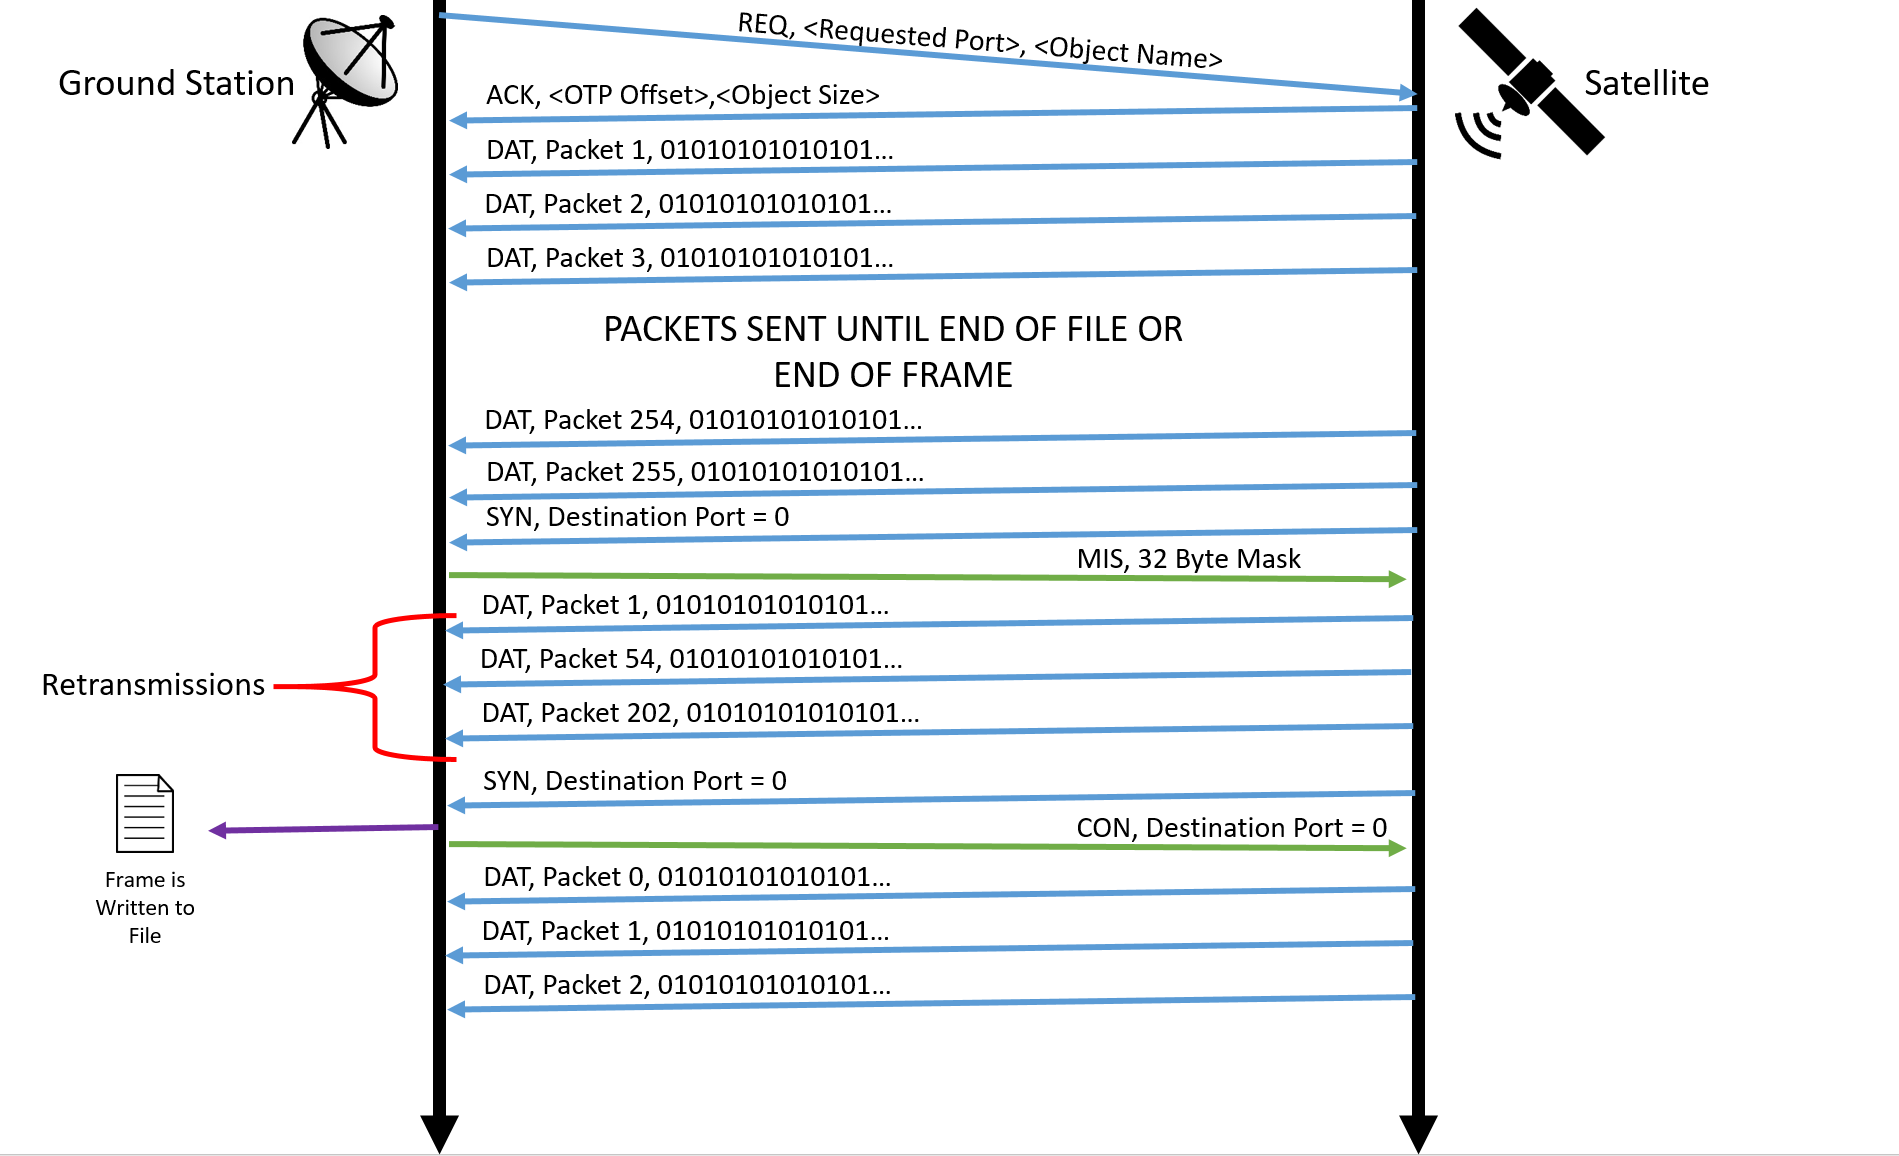 REQ, <Requested Port>, <Object Name>
Ground Station
Satellite
ACK, <OTP Offset>,<Object Size>
DAT, Packet 1, 01010101010101...
DAT, Packet 2, 01010101010101...
DAT, Packet 3, 01010101010101...
PACKETS SENT UNTIL END OF FILE OR
END OF FRAME
DAT, Packet 254, 01010101010101...
DAT, Packet 255, 01010101010101...
SYN, Destination Port = 0
MIS, 32 Byte Mask
DAT, Packet 1, 01010101010101...
DAT, Packet 54, 01010101010101...
Retransmissions
DAT, Packet 202, 01010101010101...
SYN, Destination Port = 0
CON, Destination Port = 0
Frame is
Written to
File
DAT, Packet 0, 01010101010101...
DAT, Packet 1, 01010101010101...
DAT, Packet 2, 01010101010101...